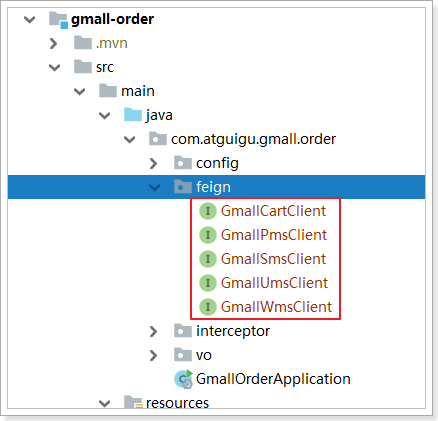 gmall-order
.mvn
src
main
java
com.atguigu.gmall.order
config
feign
GmallCartClient
GmallPmsClient
GmallSmsClient
GmallUmsClient
GmallWmsClient
interceptor
vo
GmallOrderApplication
resources